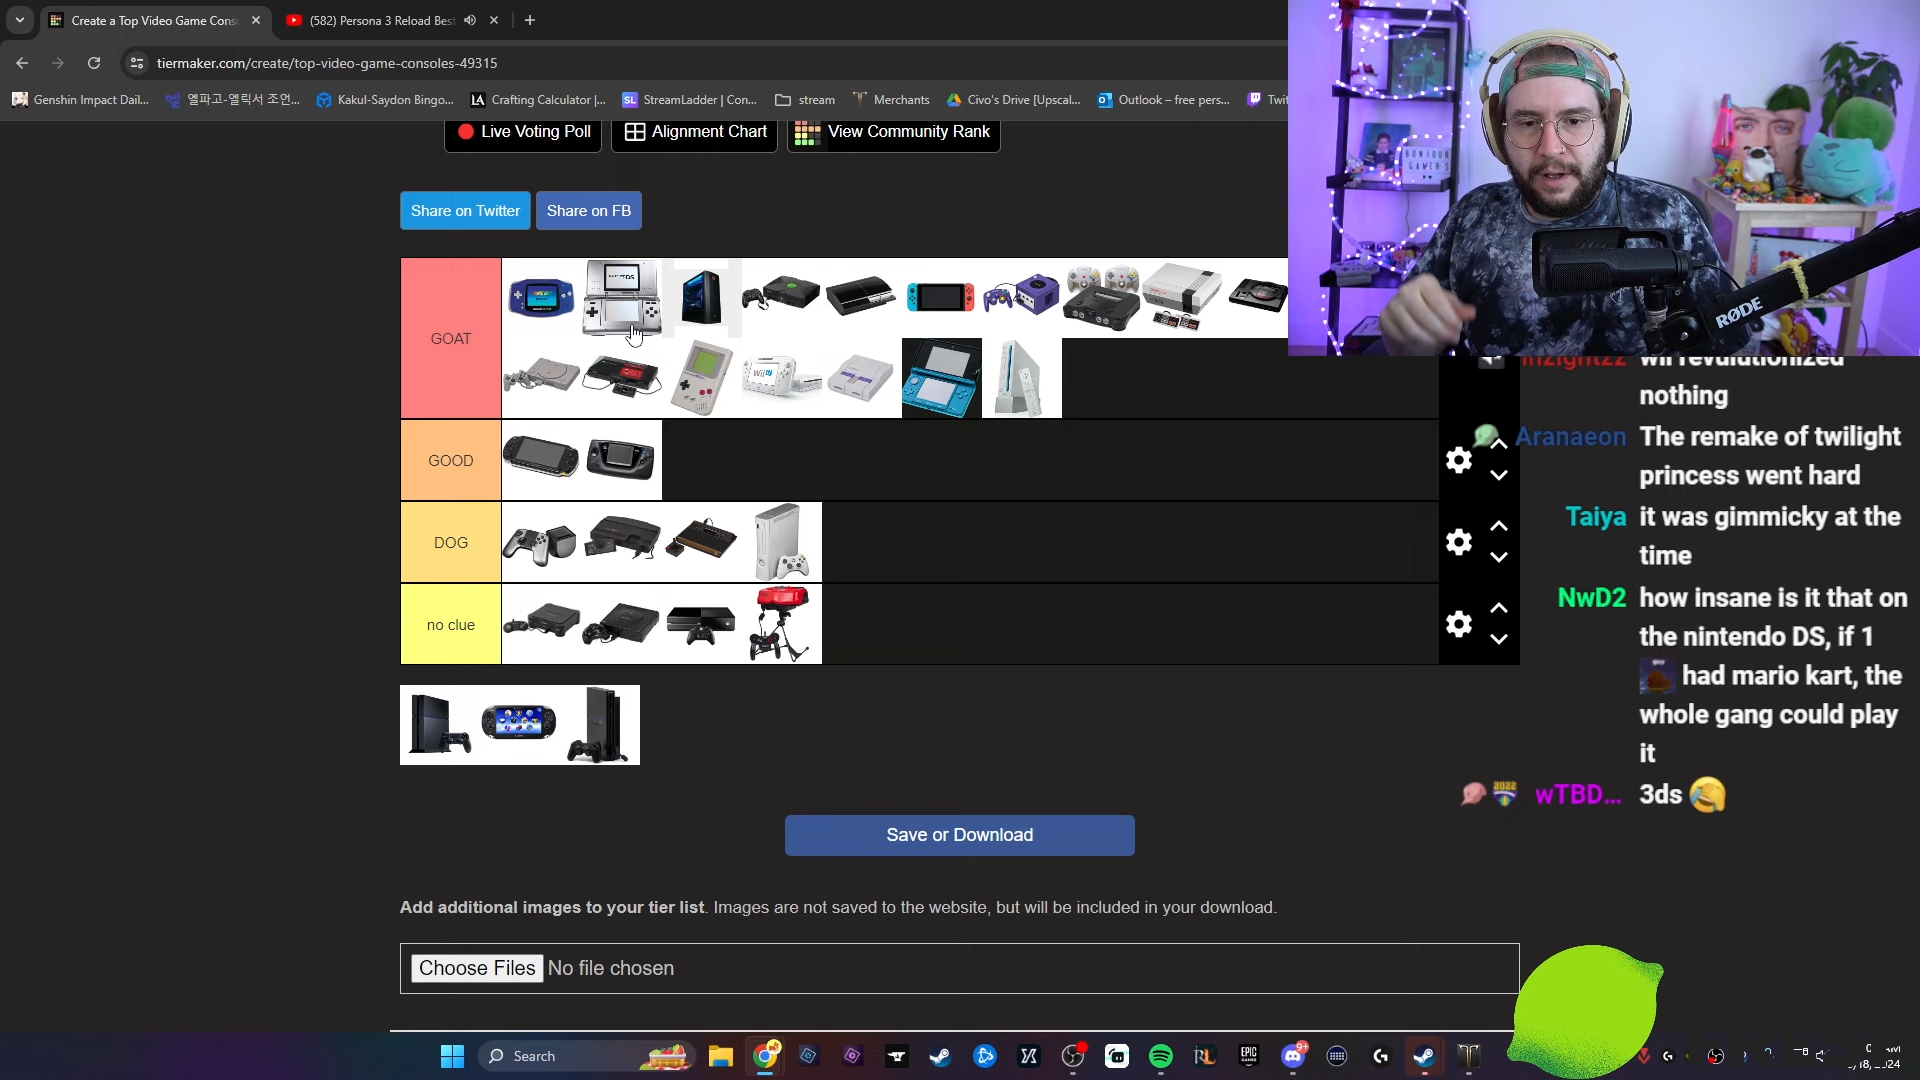 Create a Top Video Game Cons
(582) Persona 3 Reload Best
tiermaker.com/create/top-video-game-consoles-49315
Genshin Impact Dail...
엘파고-엘릭서 조언...
Kakul-Saydon Bingo...
Crafting Calculator |...
StreamLadder | Con...
stream
Merchants
Civo's Drive [Upscal...
Outlook – free pers...
Twit
Live Voting Poll
Alignment Chart
View Community Rank
Share on Twitter
Share on FB
BONJOUR
GAMERS
RØDE
GOAT
GOOD
DOG
no clue
nothing
Aranaeon The remake of twilight
princess went hard
Taiya it was gimmicky at the
time
NwD2 how insane is it that on
the nintendo DS, if 1
had mario kart, the
whole gang could play
it
wTBD... 3ds
Save or Download
Add additional images to your tier list. Images are not saved to the website, but will be included in your download.
Choose Files No file chosen
Search